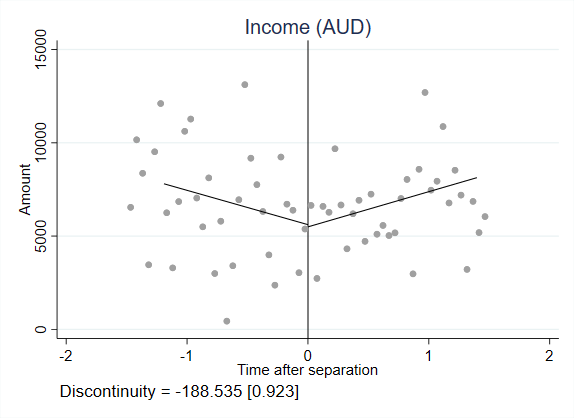 Income (AUD)
15000
10000
5000
0
Amount
-2
-1
0
1
2
Time after separation
Discontinuity = -188.535 [0.923]